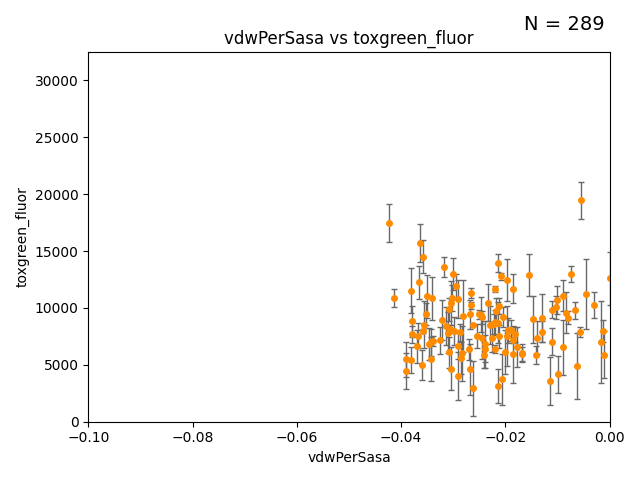 N = 289
vdwPerSasa vs toxgreen_fluor
30000
25000
20000
15000
10000
5000
0
toxgreen_fluor
−0.10 −0.08 −0.06 −0.04 −0.02 0.00
vdwPerSasa